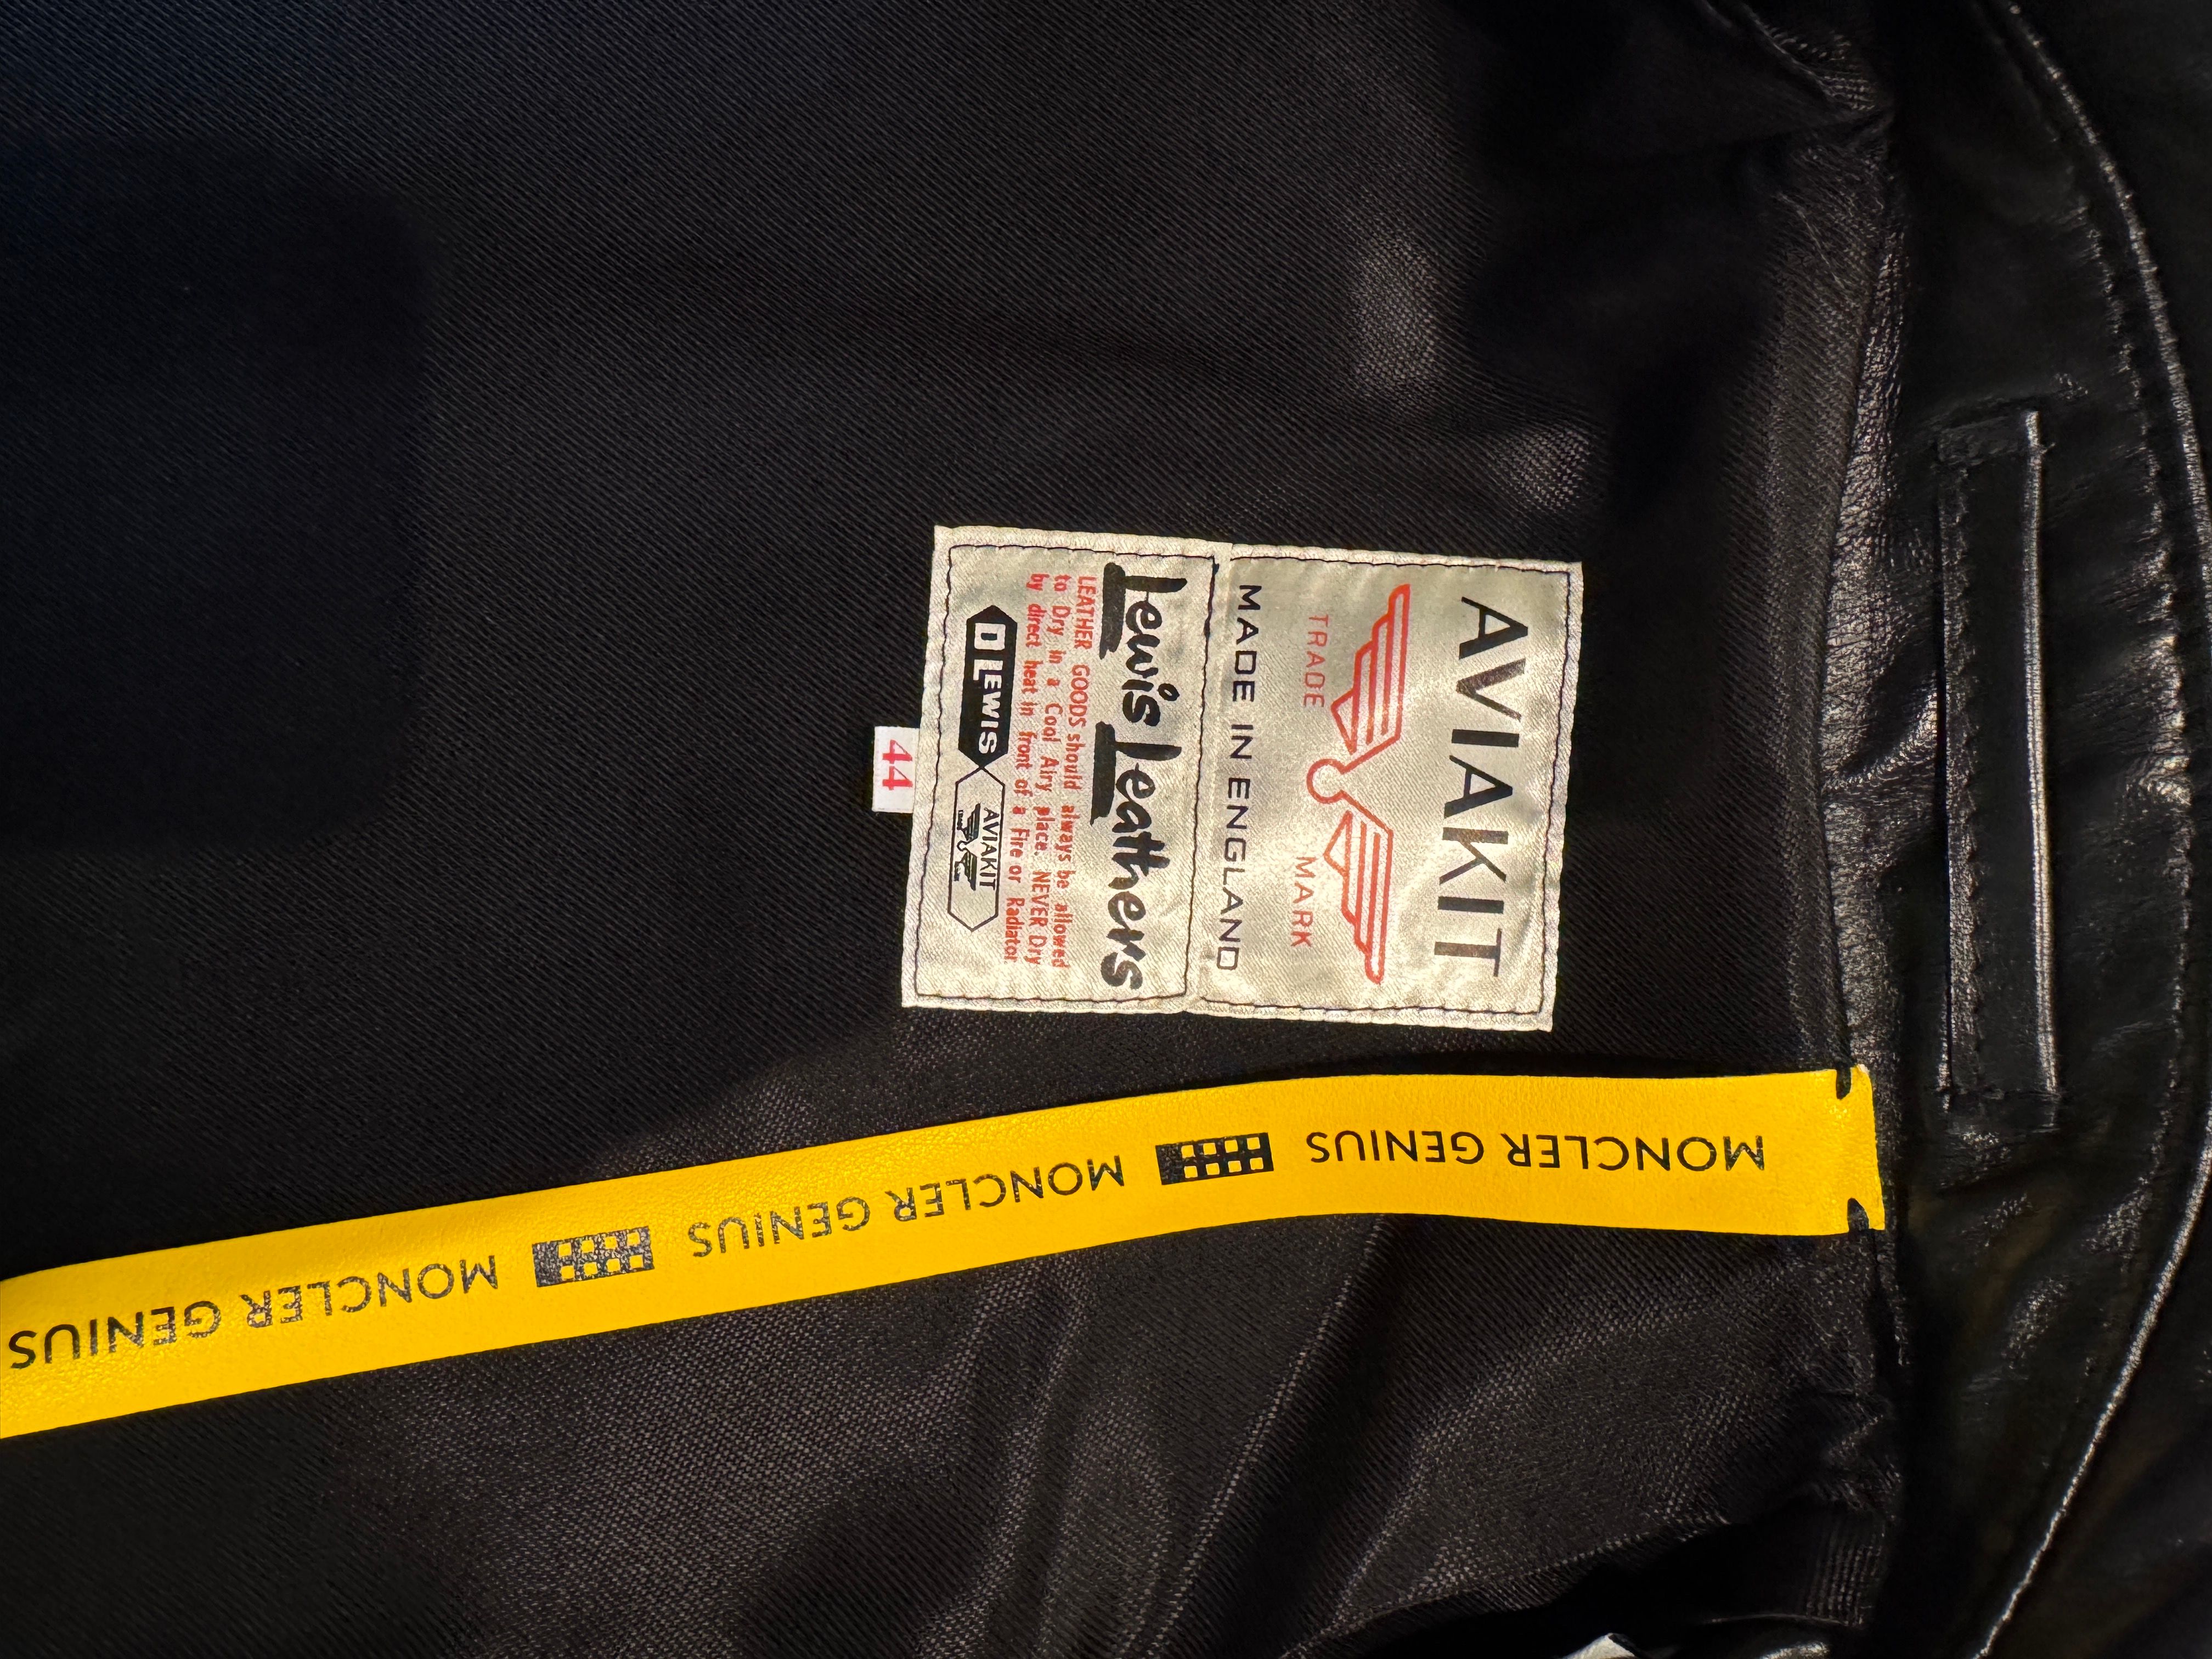 AVIAKIT
TRADE MARK
MADE IN ENGLAND
Lewis Leathers
LEATHER GOODS should always be allowed
to Dry in a Cool Airy place. NEVER Dry
by direct heat in front of a Fire or Radiator
D LEWIS
AVIAKIT
44
MONCLER GENIUS
MONCLER GENIUS
MONCLER GENIUS